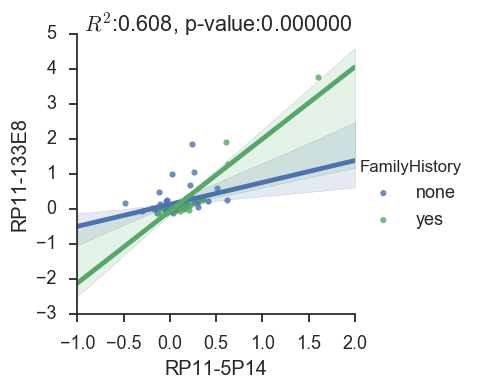 R²:0.608, p-value:0.000000
5
4
3
2
1
0
−1
−2
−3
RP11-133E8
−1.0 −0.5 0.0 0.5 1.0 1.5 2.0
RP11-5P14
FamilyHistory
none
yes